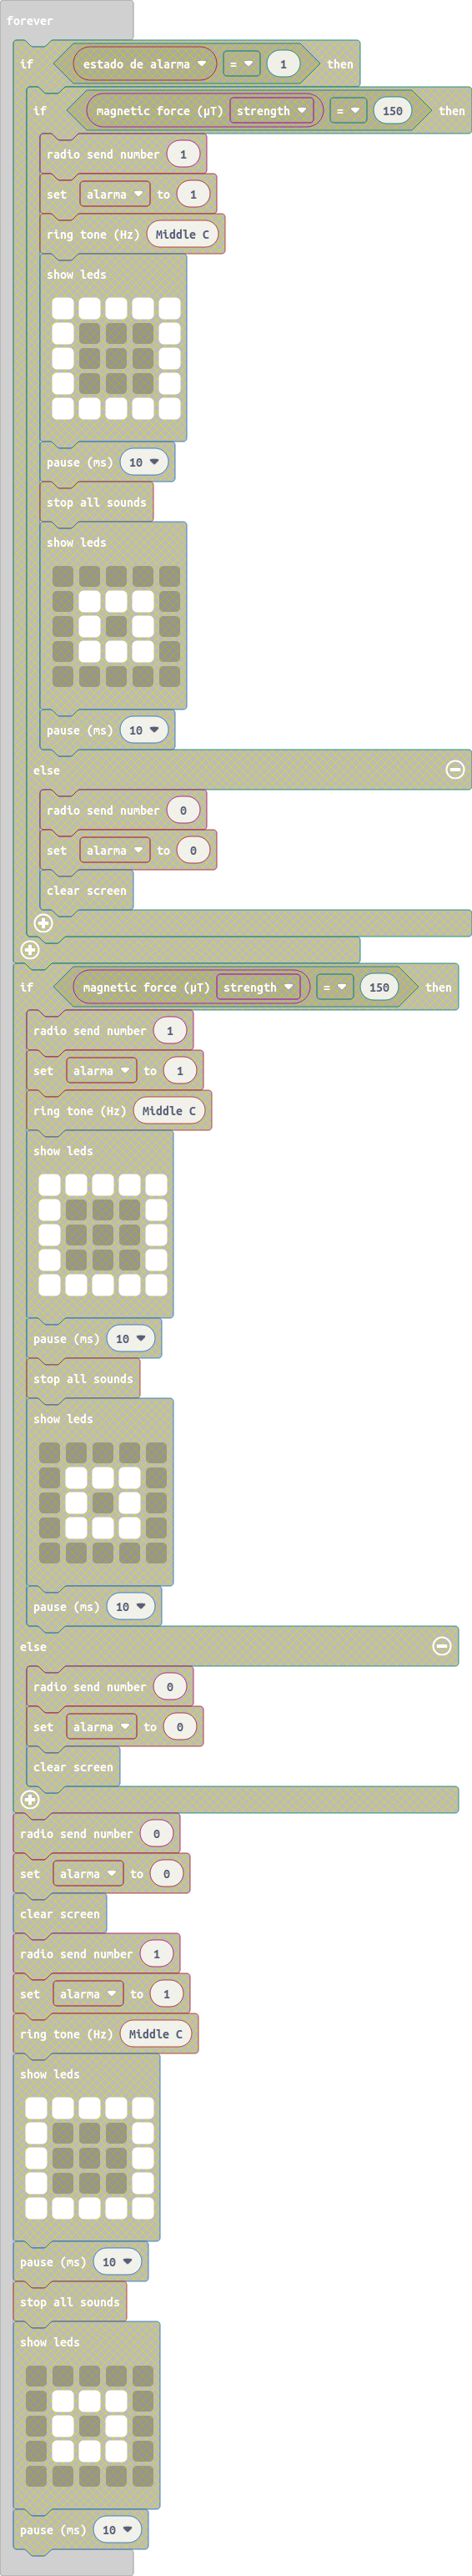 forever
if estado de alarma = 1 then
if magnetic force (µT) strength = 150 then
radio send number 1
set alarma to 1
ring tone (Hz) Middle C
show leds
pause (ms) 10
stop all sounds
show leds
pause (ms) 10
else
radio send number 0
set alarma to 0
clear screen
if magnetic force (µT) strength = 150 then
radio send number 1
set alarma to 1
ring tone (Hz) Middle C
show leds
pause (ms) 10
stop all sounds
show leds
pause (ms) 10
else
radio send number 0
set alarma to 0
clear screen
radio send number 0
set alarma to 0
clear screen
radio send number 1
set alarma to 1
ring tone (Hz) Middle C
show leds
pause (ms) 10
stop all sounds
show leds
pause (ms) 10